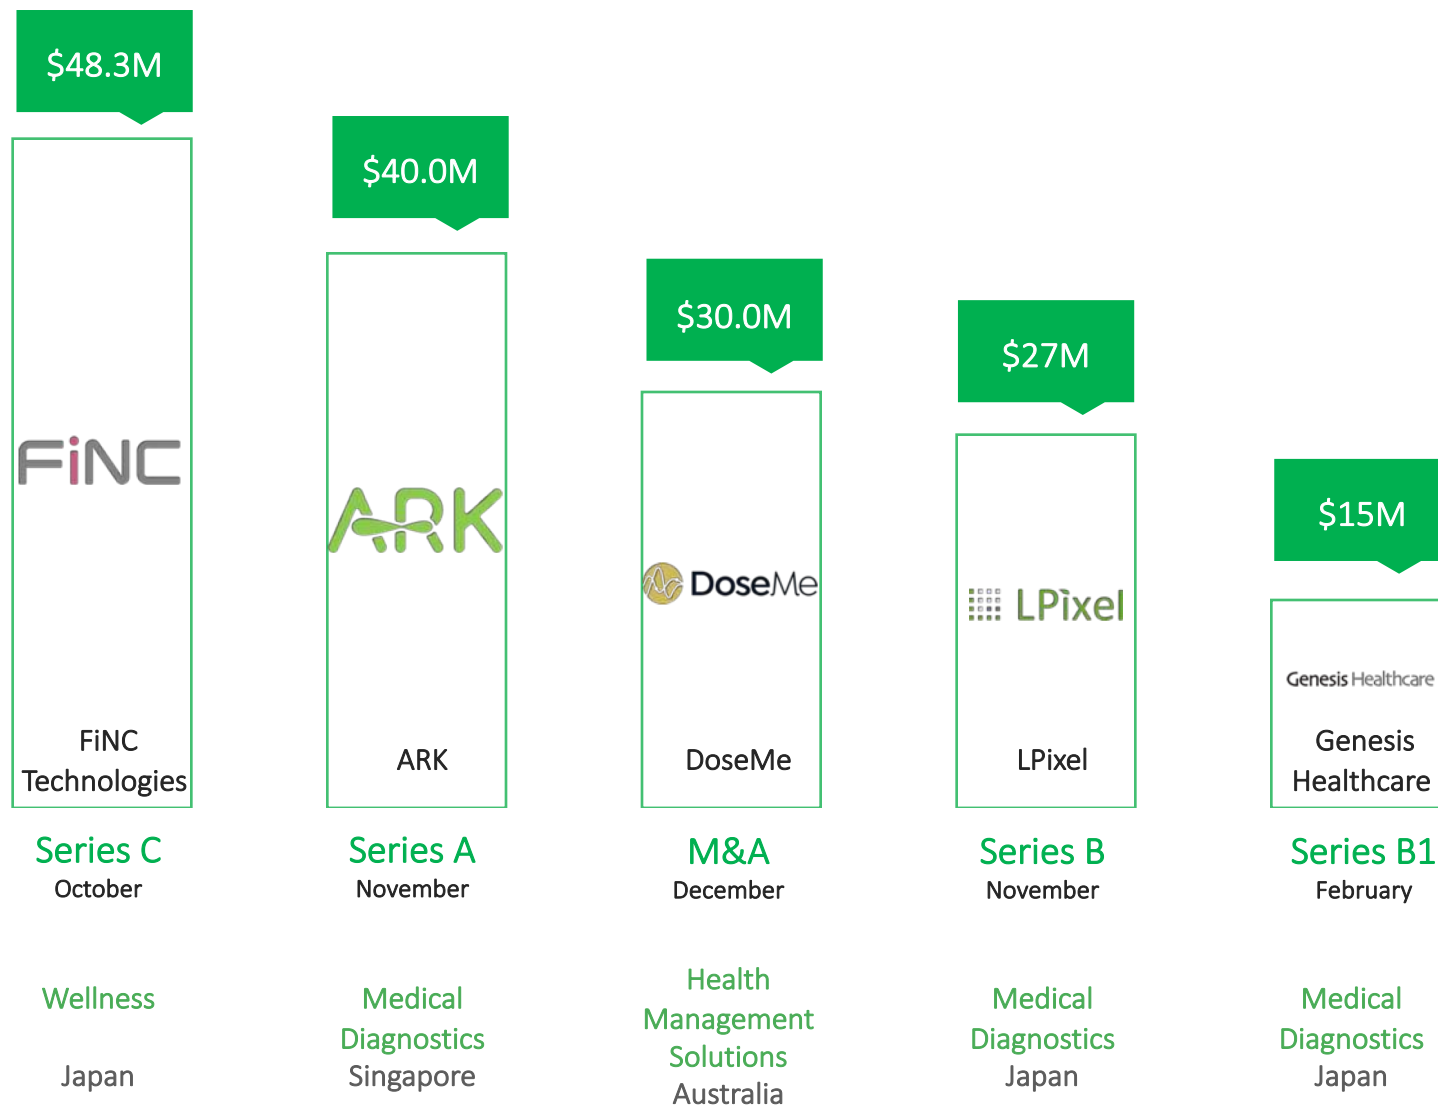 $48.3M
FiNC
FiNC
Technologies
Series C
October
Wellness
Japan
$40.0M
ARK
ARK
Series A
November
Medical
Diagnostics
Singapore
$30.0M
DoseMe
DoseMe
M&A
December
Health
Management
Solutions
Australia
$27M
LPixel
LPixel
Series B
November
Medical
Diagnostics
Japan
$15M
Genesis Healthcare
Genesis
Healthcare
Series B1
February
Medical
Diagnostics
Japan